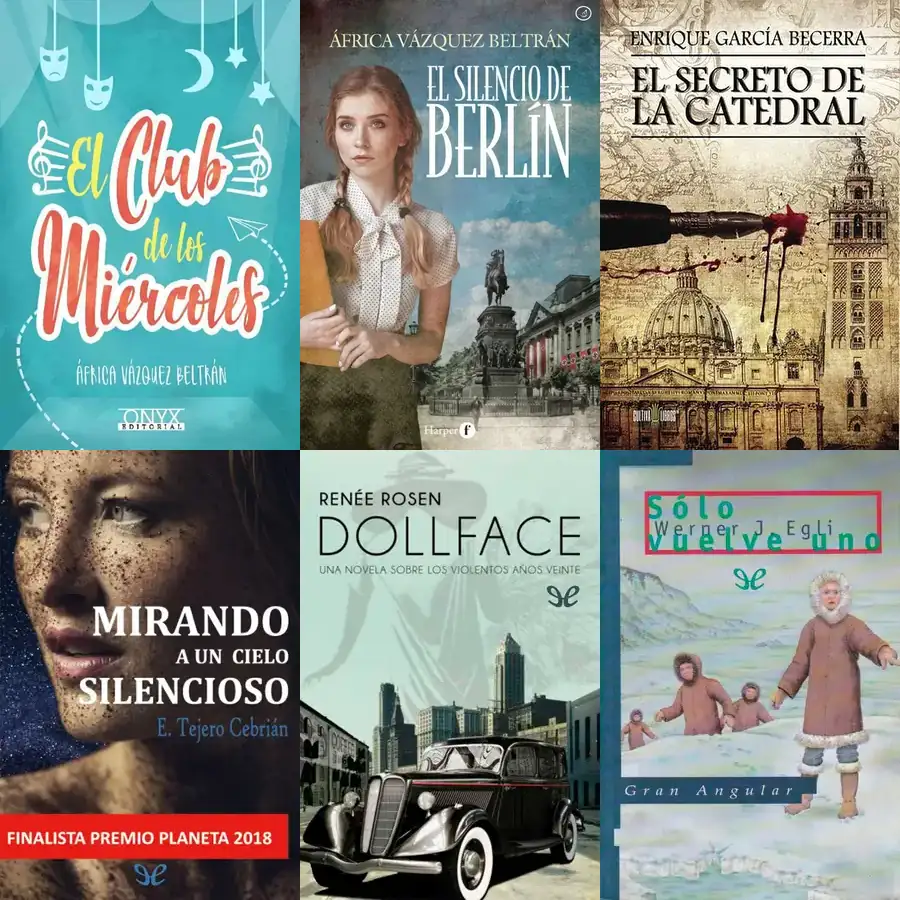 El Club
de los
Miércoles
ÁFRICA VÁZQUEZ BELTRÁN
ONYX
EDITORIAL
ÁFRICA VÁZQUEZ BELTRÁN
EL SILENCIO DE
BERLÍN
Harper f
ENRIQUE GARCÍA BECERRA
EL SECRETO DE
LA CATEDRAL
MIRANDO
A UN CIELO
SILENCIOSO
E. Tejero Cebrián
FINALISTA PREMIO PLANETA 2018
RENÉE ROSEN
DOLLFACE
UNA NOVELA SOBRE LOS VIOLENTOS AÑOS VEINTE
Sólo
Werner J. Egli
vuelve uno
Gran Angular